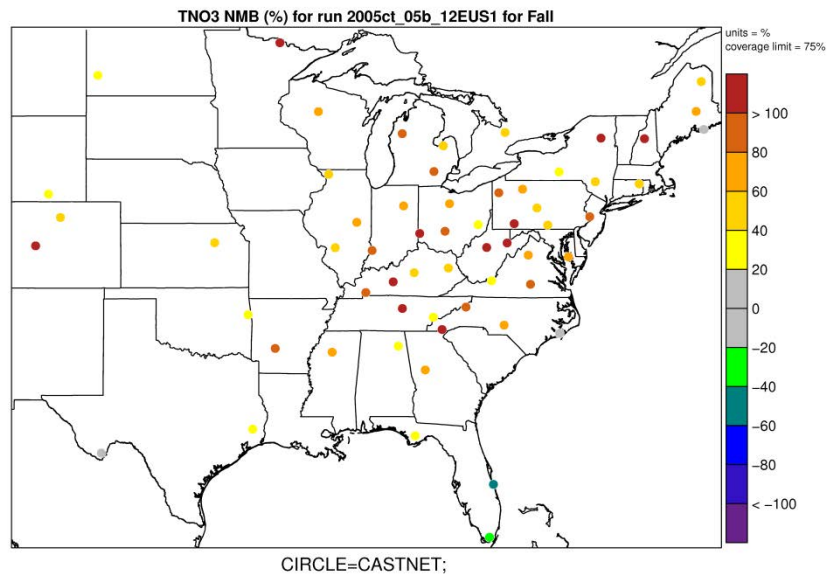 TNO3 NMB (%) for run 2005ct_05b_12EUS1 for Fall
units = %
coverage limit = 75%
> 100
80
60
40
20
0
−20
−40
−60
−80
< −100
CIRCLE=CASTNET;